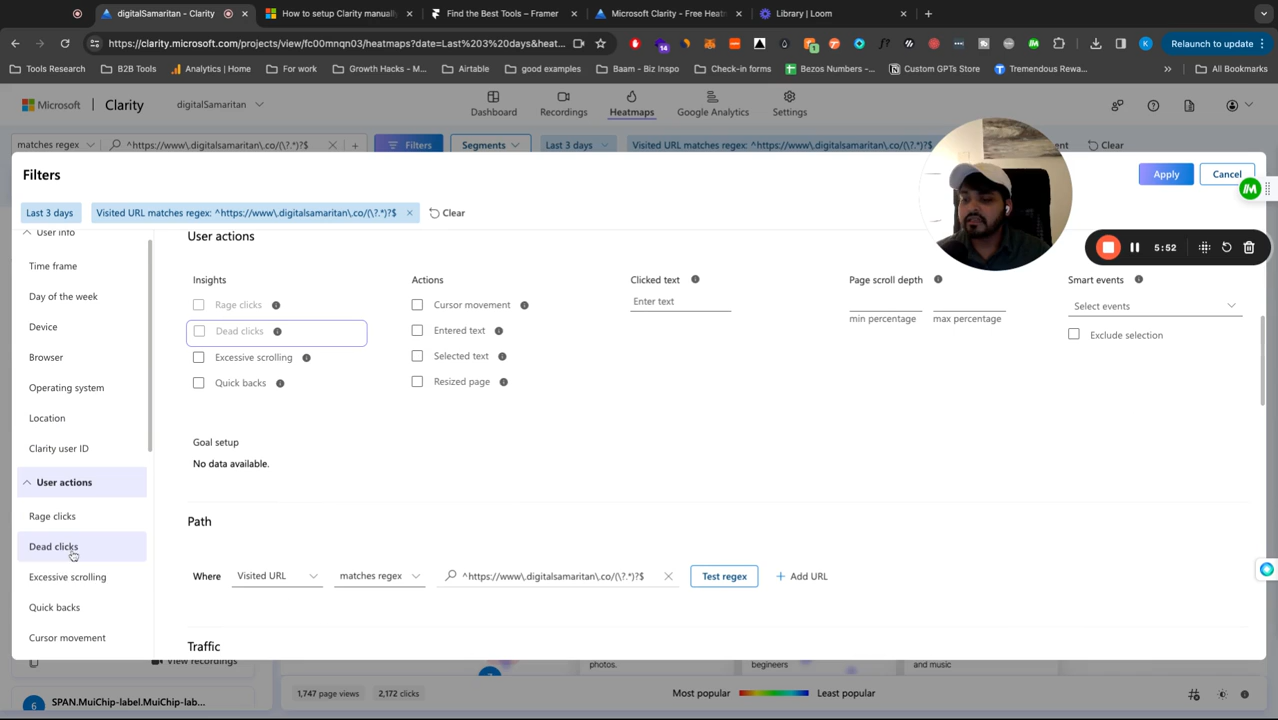 digitalSamaritan - Clarity
How to setup Clarity manually
Find the Best Tools – Framer
Microsoft Clarity - Free Heatm
Library | Loom
https://clarity.microsoft.com/projects/view/fc00mnqn03/heatmaps?date=Last%203%20days&heat...
14
1
K
Relaunch to update
Tools Research
B2B Tools
Analytics | Home
For work
Growth Hacks - M...
Airtable
good examples
Baam - Biz Inspo
Check-in forms
Bezos Numbers -...
Custom GPTs Store
Tremendous Rewa...
All Bookmarks
Microsoft
Clarity
digitalSamaritan
Dashboard
Recordings
Heatmaps
Google Analytics
Settings
matches regex
^https://www\.digitalsamaritan\.co/(\?.*)?$
Filters
Segments
Last 3 days
Visited URL matches regex: ^https://www\.digitalsamaritan\.co/(\?.*)?$
Clear
Filters
Apply
Cancel
Last 3 days
Visited URL matches regex: ^https://www\.digitalsamaritan\.co/(\?.*)?$
Clear
5:52
User info
Time frame
Day of the week
Device
Browser
Operating system
Location
Clarity user ID
User actions
Rage clicks
Dead clicks
Excessive scrolling
Quick backs
Cursor movement
User actions
Insights
Rage clicks
Dead clicks
Excessive scrolling
Quick backs
Actions
Cursor movement
Entered text
Selected text
Resized page
Clicked text
Enter text
Page scroll depth
min percentage
max percentage
Smart events
Select events
Exclude selection
Goal setup
No data available.
Path
Where
Visited URL
matches regex
^https://www\.digitalsamaritan\.co/(\?.*)?$
Test regex
+ Add URL
Traffic
View recordings
photos.
begineers
and music
6
SPAN.MuiChip-label.MuiChip-lab...
1,747 page views
2,172 clicks
Most popular
Least popular